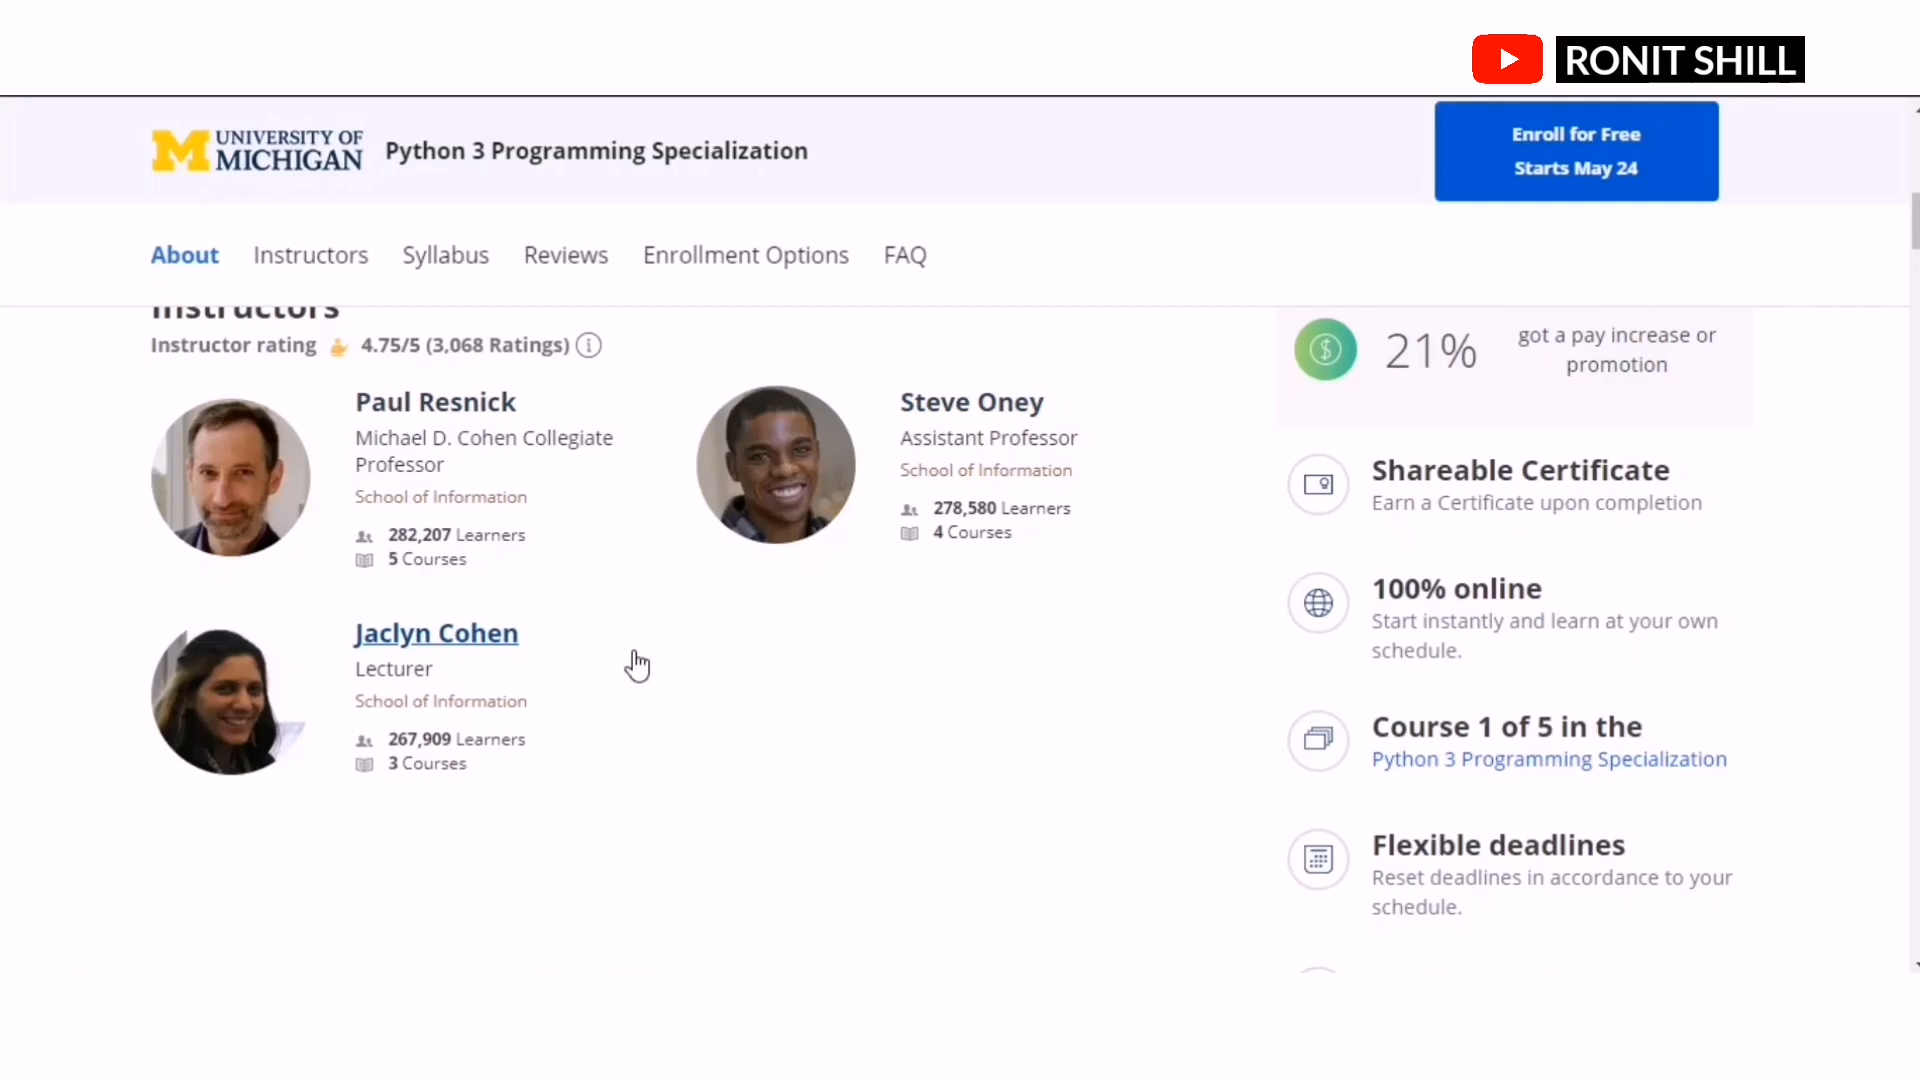 RONIT SHILL
UNIVERSITY OF
MICHIGAN
Python 3 Programming Specialization
Enroll for Free
Starts May 24
About Instructors Syllabus Reviews Enrollment Options FAQ
Instructors
Instructor rating 4.75/5 (3,068 Ratings)
Paul Resnick
Michael D. Cohen Collegiate
Professor
School of Information
282,207 Learners
5 Courses
Steve Oney
Assistant Professor
School of Information
278,580 Learners
4 Courses
Jaclyn Cohen
Lecturer
School of Information
267,909 Learners
3 Courses
21%
got a pay increase or
promotion
Shareable Certificate
Earn a Certificate upon completion
100% online
Start instantly and learn at your own
schedule.
Course 1 of 5 in the
Python 3 Programming Specialization
Flexible deadlines
Reset deadlines in accordance to your
schedule.